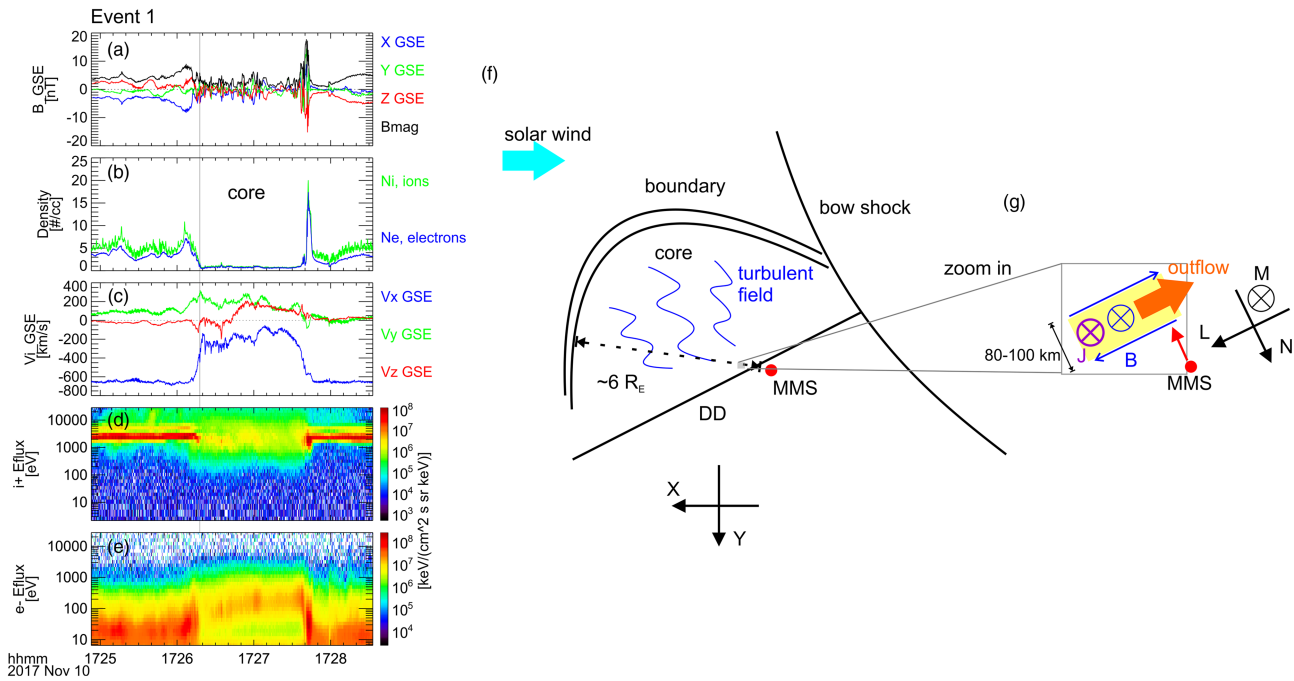 Event 1
(a)
B GSE
[nT]
20
10
0
-10
-20
X GSE
Y GSE
Z GSE
Bmag
(b)
core
Density
[#/cc]
25
20
15
10
5
0
Ni, ions
Ne, electrons
(c)
Vi GSE
[km/s]
400
200
0
-200
-400
-600
Vx GSE
Vy GSE
Vz GSE
(d)
i+ Eflux
[eV]
10000
1000
100
10
10^8
10^7
10^6
10^5
10^4
10^3
(e)
e- Eflux
[eV]
10000
1000
100
10
10^8
10^7
10^6
10^5
10^4
[keV/(cm^2 s sr keV)]
hhmm
1725
1726
1727
1728
2017 Nov 10
(f)
solar wind
boundary
bow shock
core
turbulent
field
~6 R_E
MMS
DD
X
Y
(g)
zoom in
outflow
M
L
N
J
B
80-100 km
MMS